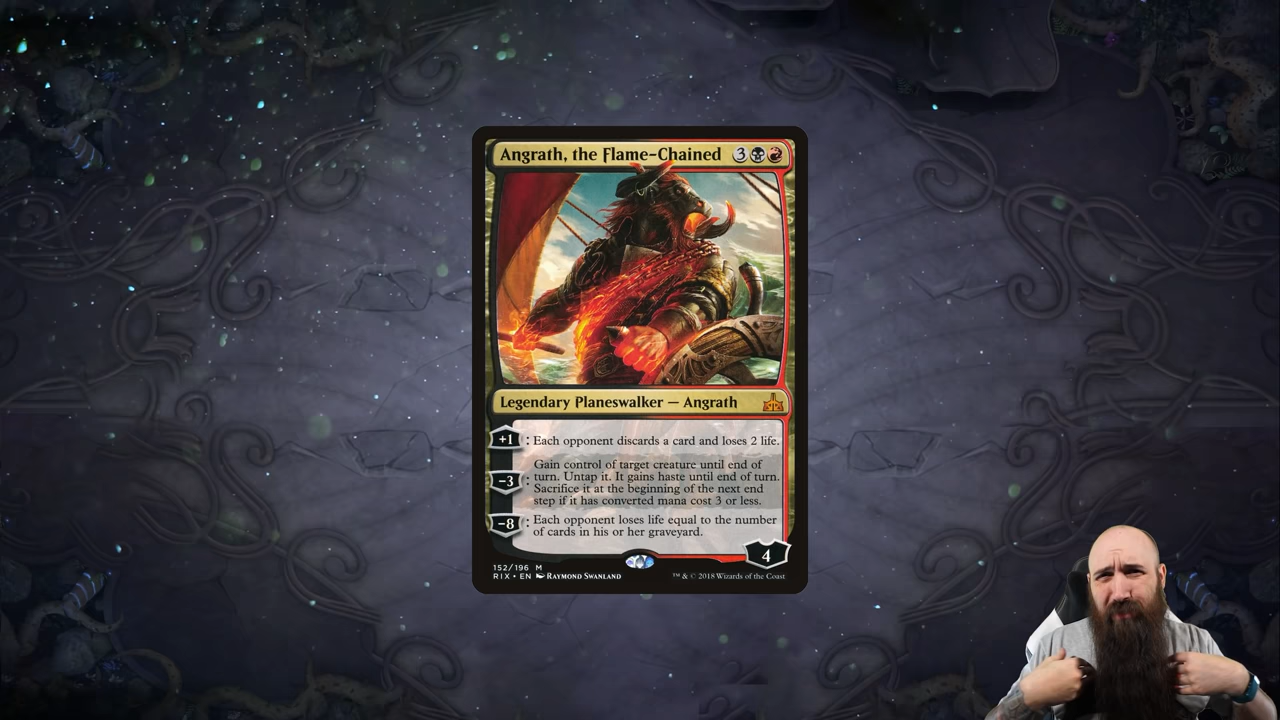 Angrath, the Flame-Chained 3
Legendary Planeswalker — Angrath
+1 : Each opponent discards a card and loses 2 life.
Gain control of target creature until end of
turn. Untap it. It gains haste until end of turn.
-3 : Sacrifice it at the beginning of the next end
step if it has converted mana cost 3 or less.
-8 : Each opponent loses life equal to the number
of cards in his or her graveyard.
4
152/196 M
RIX • EN Raymond Swanland ™ & © 2018 Wizards of the Coast